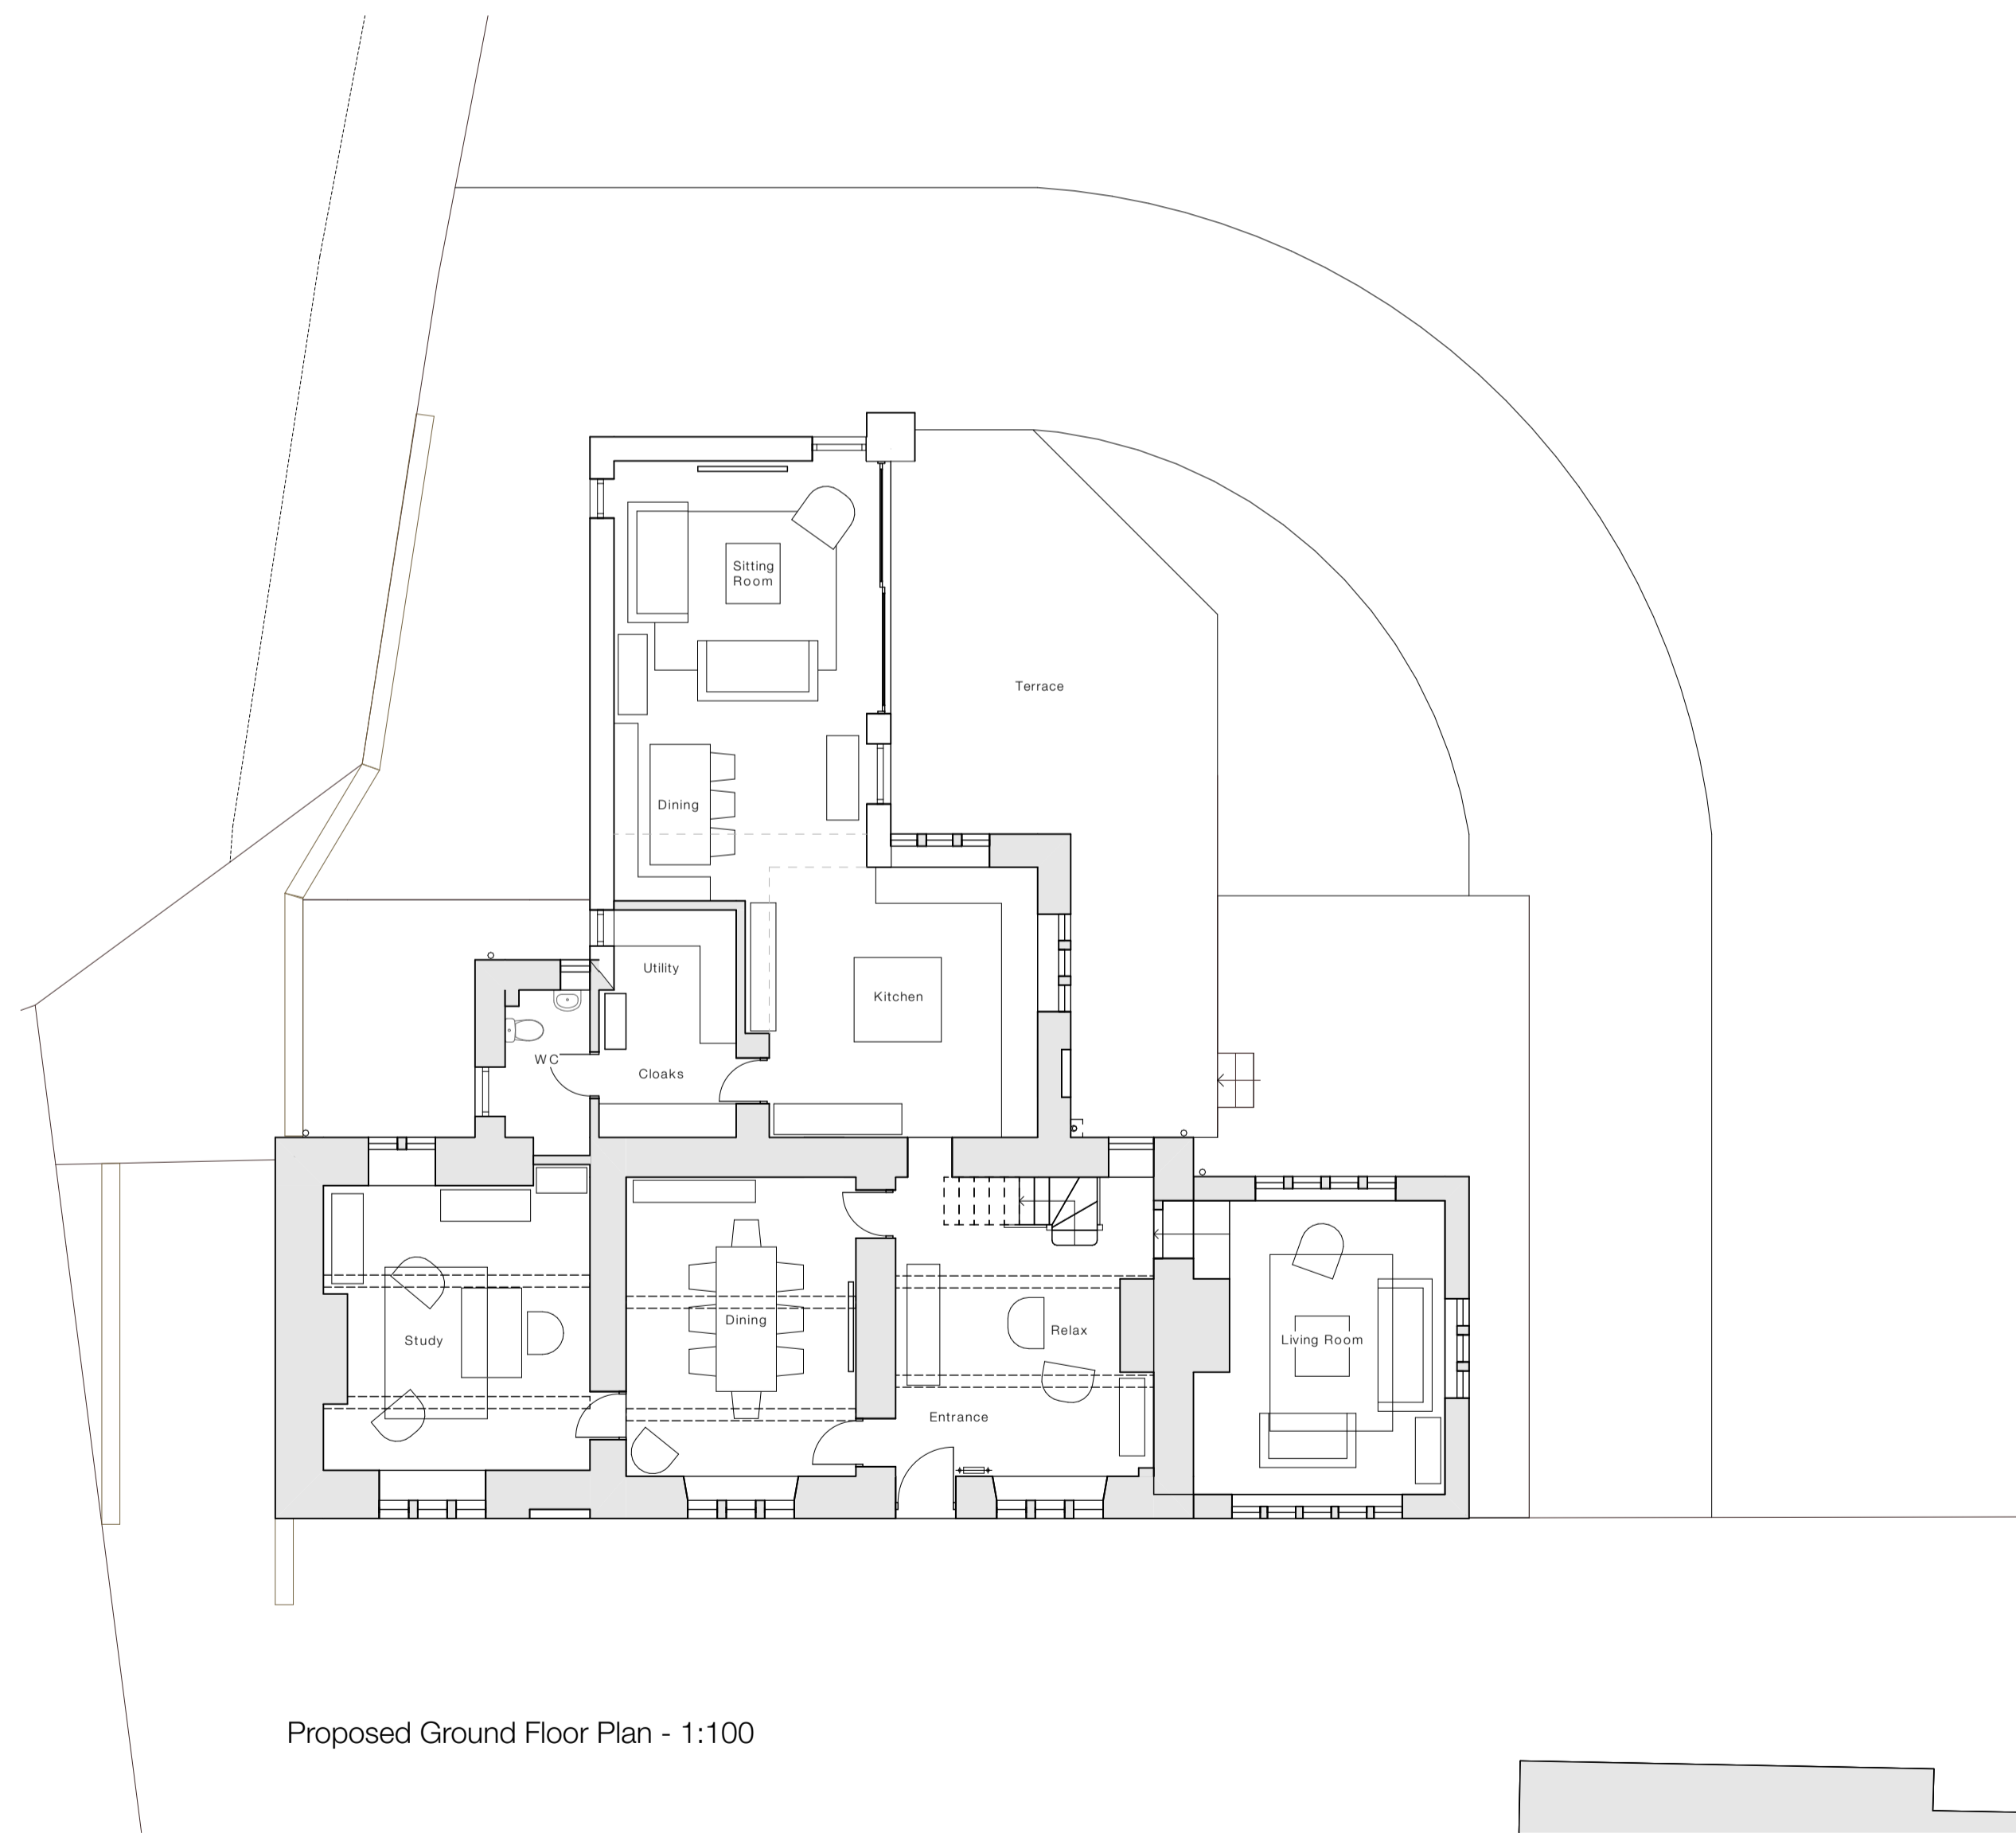 Sitting
Room
Terrace
Dining
Utility
Kitchen
WC
Cloaks
Dining
Relax
Study
Living Room
Entrance
Proposed Ground Floor Plan - 1:100